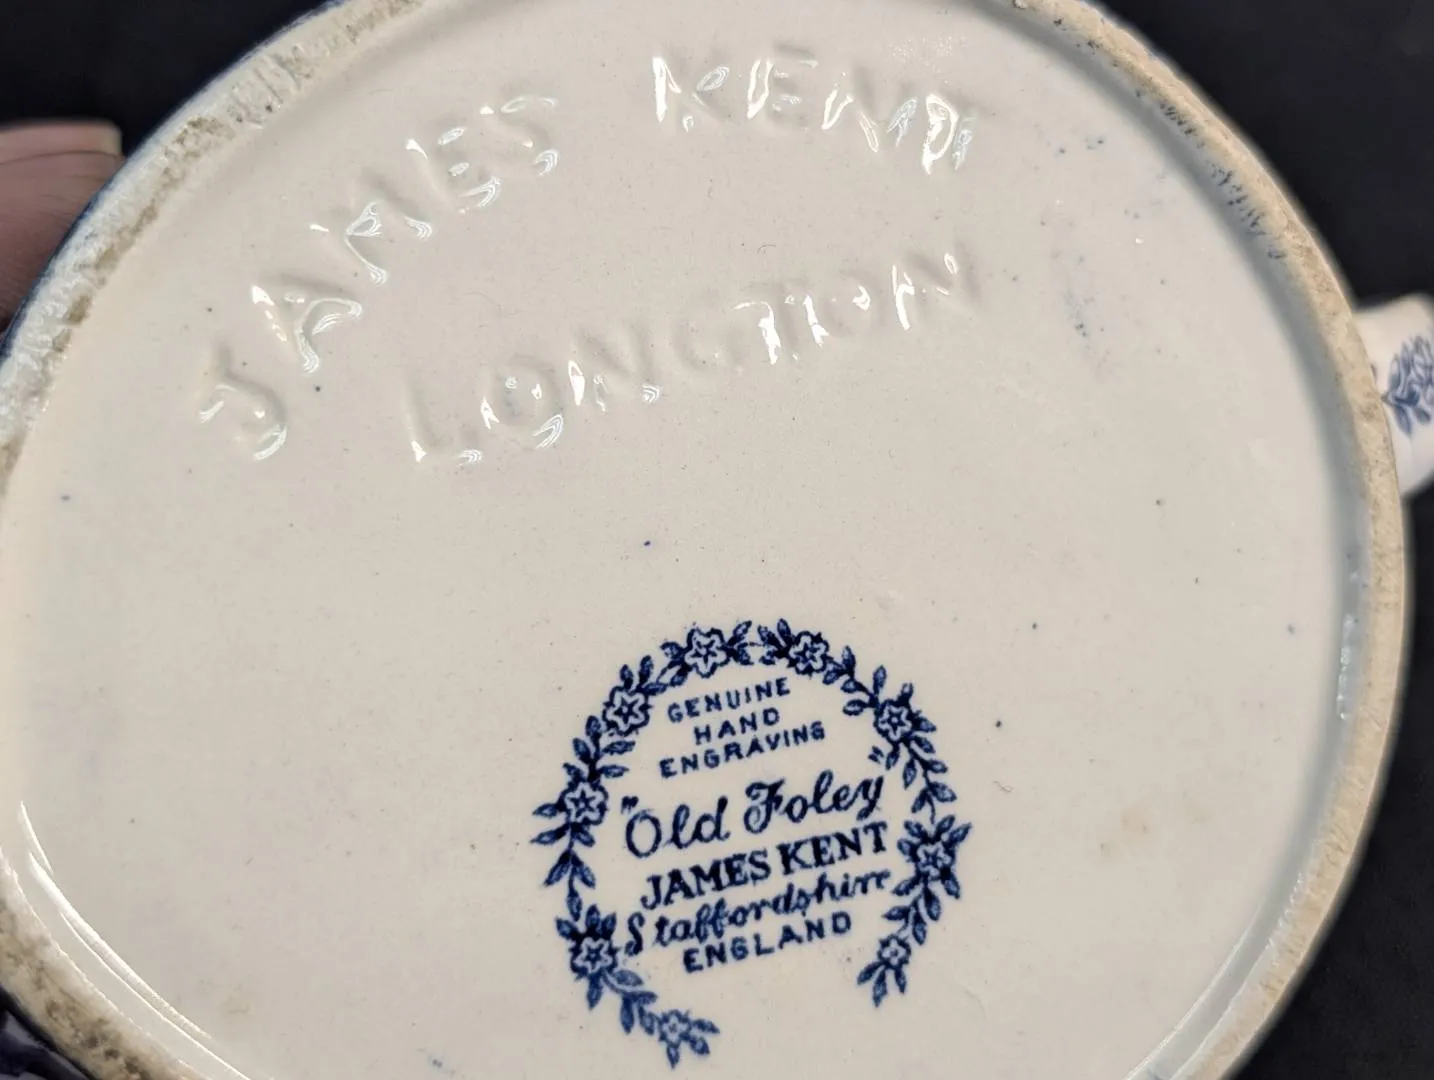 JAMES KENT
LONGTON
GENUINE
HAND
ENGRAVING
"Old Foley"
JAMES KENT
Staffordshire
ENGLAND